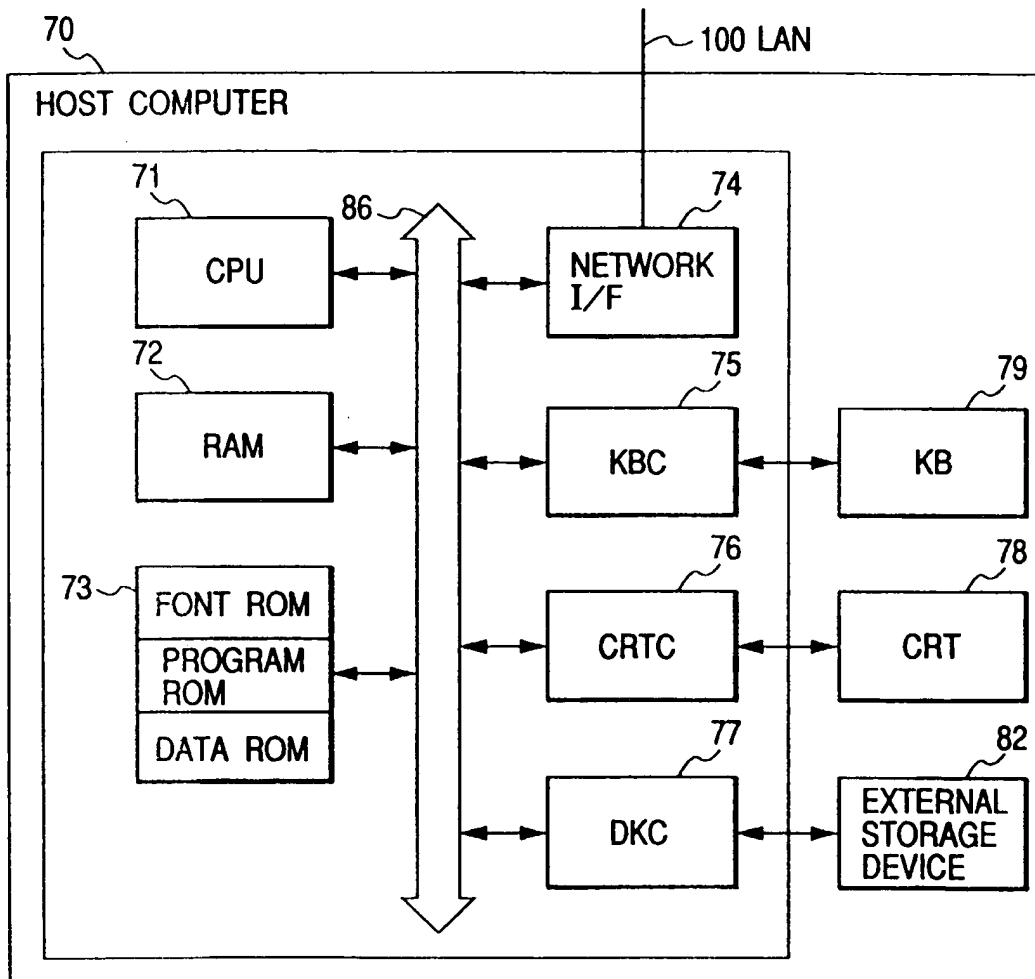 100 LAN
70
HOST COMPUTER
71
86
74
CPU
NETWORK
I/F
72
75
79
RAM
KBC
KB
73
76
78
FONT ROM
PROGRAM
ROM
DATA ROM
CRTC
CRT
77
82
DKC
EXTERNAL
STORAGE
DEVICE